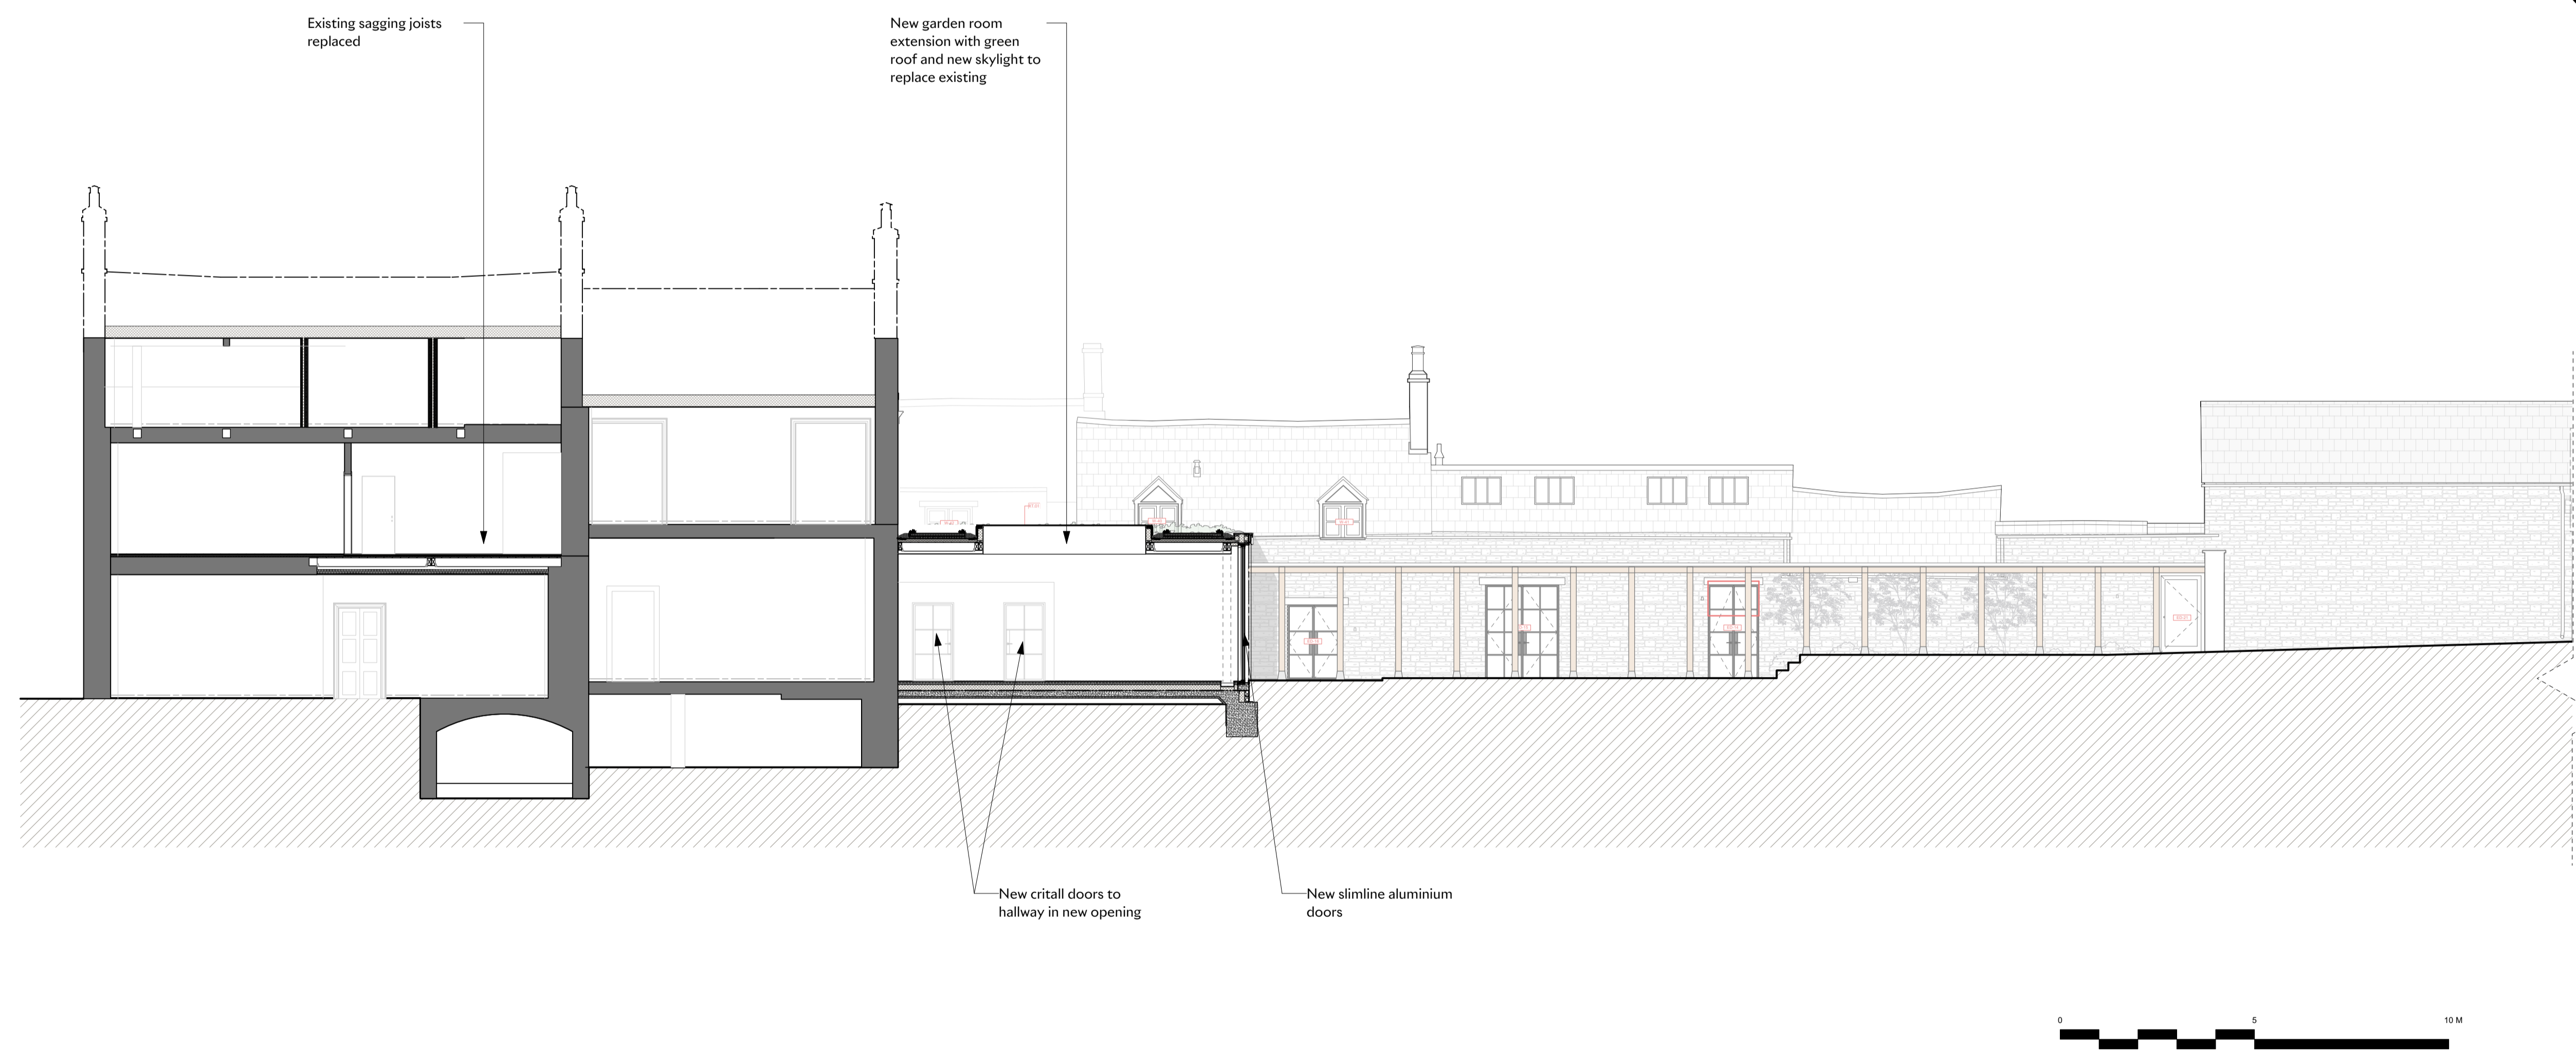 Existing sagging joists
replaced
New garden room
extension with green
roof and new skylight to
replace existing
New critall doors to
hallway in new opening
New slimline aluminium
doors
0
5
10 M